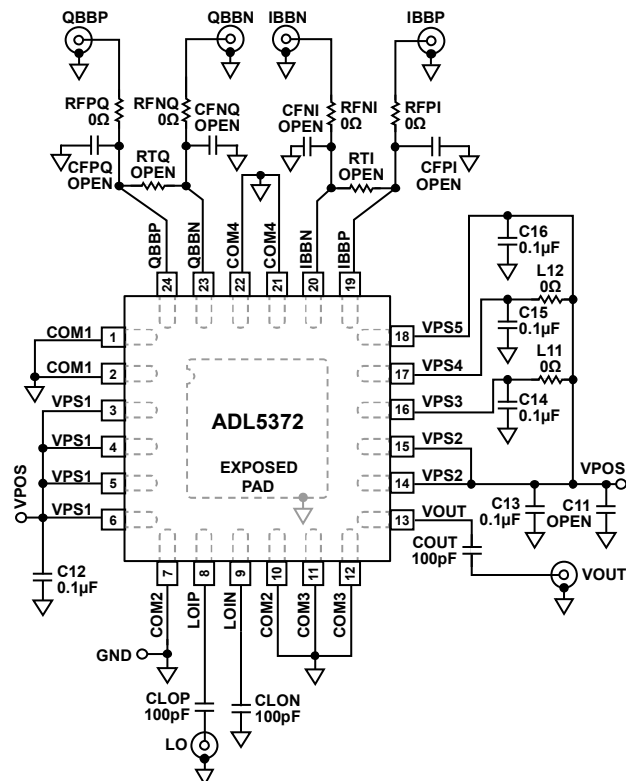 QBBP QBBN IBBN IBBP
RFPQ
0Ω
RFNQ
0Ω
CFNQ
OPEN
CFNI
OPEN
RFNI
0Ω
RFPI
0Ω
CFPQ
OPEN
RTQ
OPEN
RTI
OPEN
CFPI
OPEN
QBBP
QBBN
COM4
COM4
IBBN
IBBP
24 23 22 21 20 19
C16
0.1µF
L12
0Ω
C15
0.1µF
L11
0Ω
C14
0.1µF
COM1 1
COM1 2
VPS1 3
VPS1 4
VPS1 5
VPS1 6
VPOS
C12
0.1µF
ADL5372
EXPOSED
PAD
18 VPS5
17 VPS4
16 VPS3
15 VPS2
14 VPS2
13 VOUT
VPOS
C13
0.1µF
C11
OPEN
COUT
100pF
VOUT
7 8 9 10 11 12
COM2
LOIP
LOIN
COM2
COM3
COM3
GND
CLOP
100pF
CLON
100pF
LO